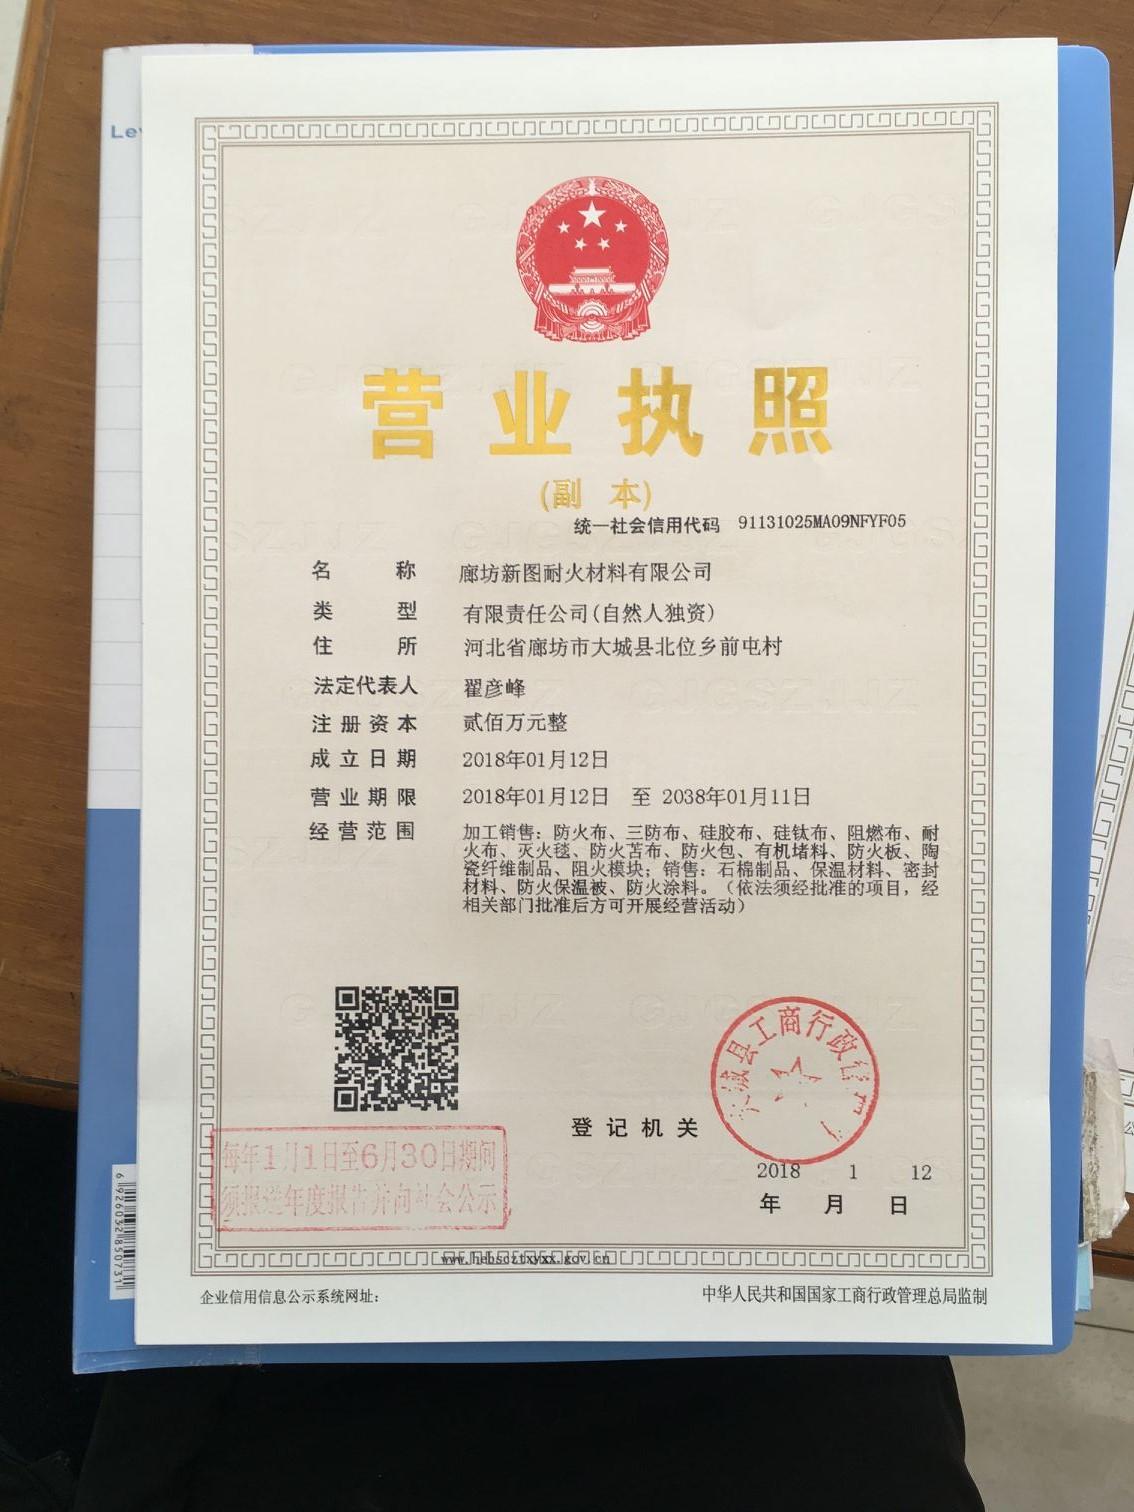 营业执照
(副 本)
统一社会信用代码 91131025MA09NFYF05
名 称 廊坊新图耐火材料有限公司
类 型 有限责任公司(自然人独资)
住 所 河北省廊坊市大城县北位乡前屯村
法定代表人 翟彦峰
注册资本 贰佰万元整
成立日期 2018年01月12日
营业期限 2018年01月12日 至 2038年01月11日
经营范围 加工销售：防火布、三防布、硅胶布、硅钛布、阻燃布、耐
火布、灭火毯、防火苫布、防火包、有机堵料、防火板、陶
瓷纤维制品、阻火模块；销售：石棉制品、保温材料、密封
材料、防火保温被、防火涂料。（依法须经批准的项目，经
相关部门批准后方可开展经营活动）
县工商行政
登记机关
2018 1 12
年 月 日
每年1月1日至6月30日期间
须报送年度报告并向社会公示
www.hebscztxyxx.gov.cn
企业信用信息公示系统网址：
中华人民共和国国家工商行政管理总局监制
6926032850731